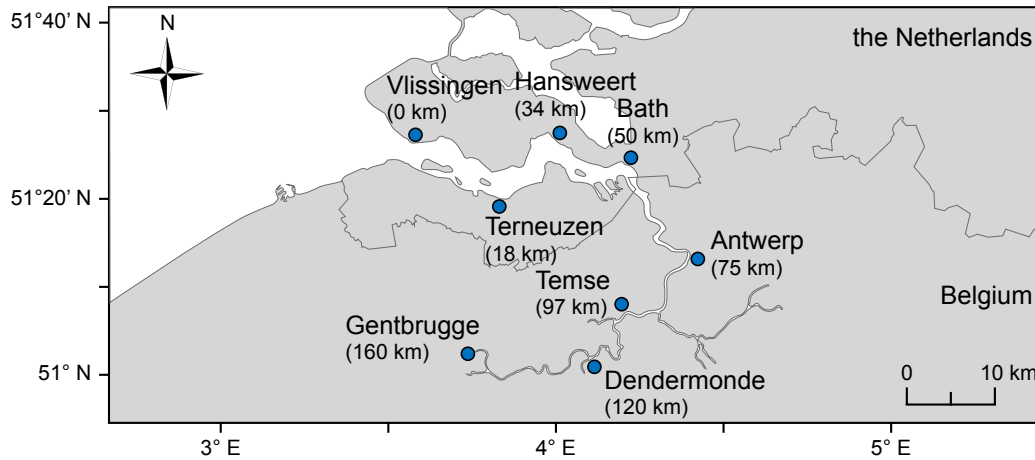 51°40’ N
N
the Netherlands
Vlissingen
(0 km)
Hansweert
(34 km)
Bath
(50 km)
51°20’ N
Terneuzen
(18 km)
Antwerp
(75 km)
Temse
(97 km)
Belgium
Gentbrugge
(160 km)
51° N
Dendermonde
(120 km)
0 10 km
3° E 4° E 5° E